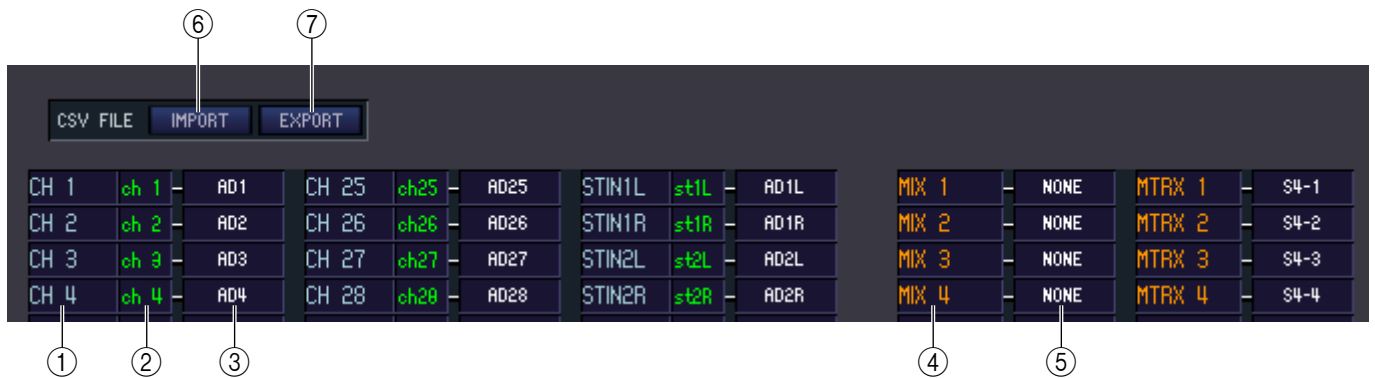 ⑥ ⑦
CSV FILE IMPORT EXPORT
CH 1 ch 1 – AD1 CH 25 ch25 – AD25 STIN1L st1L – AD1L MIX 1 – NONE MTRX 1 – S4-1
CH 2 ch 2 – AD2 CH 26 ch26 – AD26 STIN1R st1R – AD1R MIX 2 – NONE MTRX 2 – S4-2
CH 3 ch 3 – AD3 CH 27 ch27 – AD27 STIN2L st2L – AD2L MIX 3 – NONE MTRX 3 – S4-3
CH 4 ch 4 – AD4 CH 28 ch28 – AD28 STIN2R st2R – AD2R MIX 4 – NONE MTRX 4 – S4-4
① ② ③ ④ ⑤